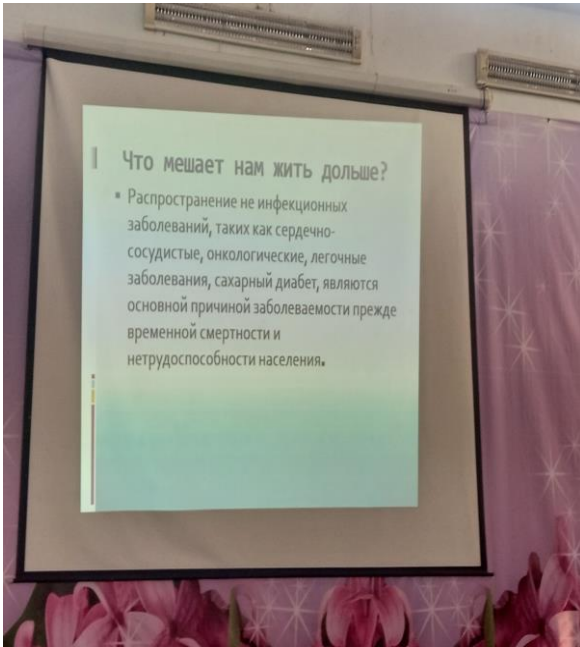 Что мешает нам жить дольше?
Распространение не инфекционных
заболеваний, таких как сердечно-
сосудистые, онкологические, легочные
заболевания, сахарный диабет, являются
основной причиной заболеваемости прежде
временной смертности и
нетрудоспособности населения.